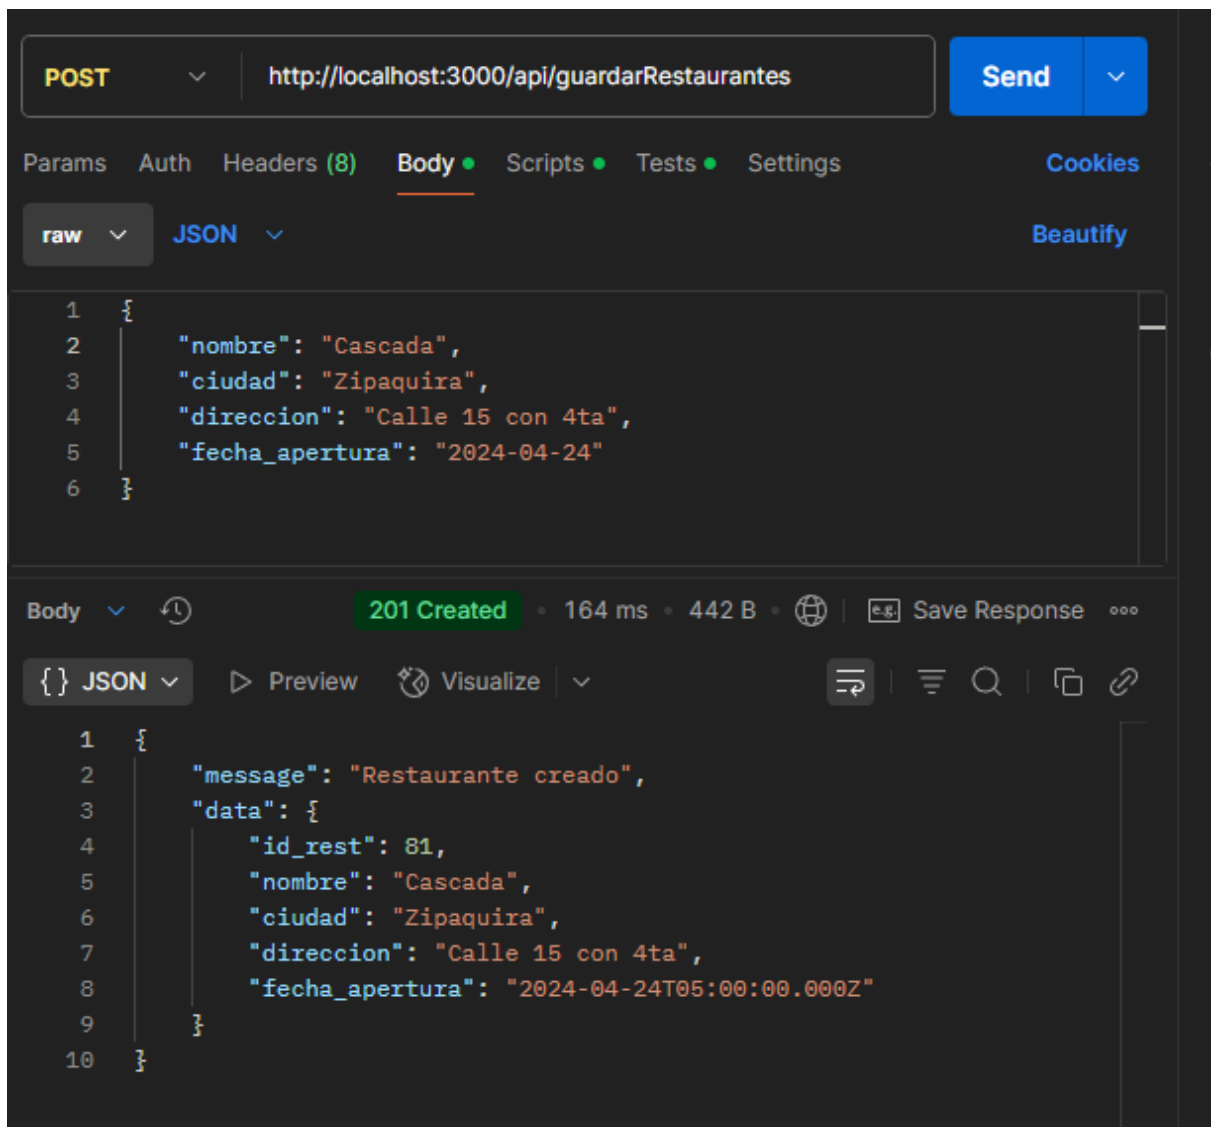 POST http://localhost:3000/api/guardarRestaurantes Send
Params Auth Headers (8) Body Scripts Tests Settings Cookies
raw JSON Beautify
1 {
2 "nombre": "Cascada",
3 "ciudad": "Zipaquira",
4 "direccion": "Calle 15 con 4ta",
5 "fecha_apertura": "2024-04-24"
6 }
Body 201 Created • 164 ms • 442 B • e.g. Save Response
{} JSON Preview Visualize
1 {
2 "message": "Restaurante creado",
3 "data": {
4 "id_rest": 81,
5 "nombre": "Cascada",
6 "ciudad": "Zipaquira",
7 "direccion": "Calle 15 con 4ta",
8 "fecha_apertura": "2024-04-24T05:00:00.000Z"
9 }
10 }